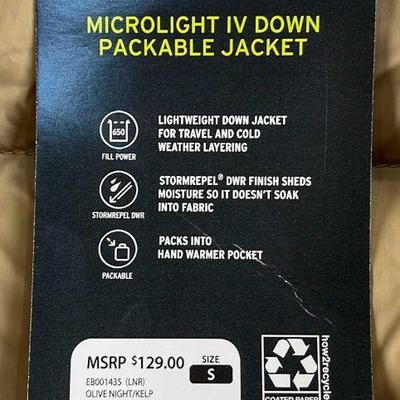 MICROLIGHT IV DOWN
PACKABLE JACKET
650
FILL POWER
LIGHTWEIGHT DOWN JACKET
FOR TRAVEL AND COLD
WEATHER LAYERING
STORMREPEL DWR
STORMREPEL® DWR FINISH SHEDS
MOISTURE SO IT DOESN'T SOAK
INTO FABRIC
PACKABLE
PACKS INTO
HAND WARMER POCKET
MSRP $129.00
SIZE
S
EB001435 (LNR)
OLIVE NIGHT/KELP
COATED PAPER
how2recycle